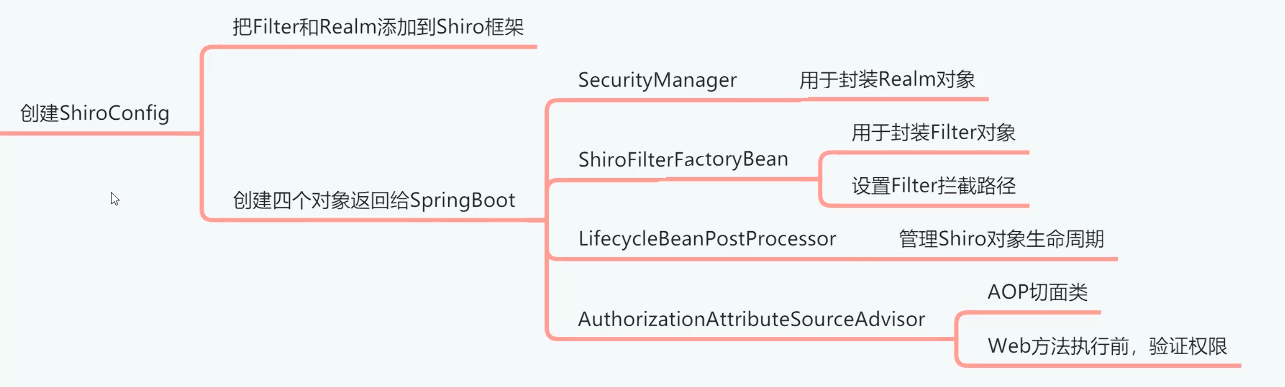 把Filter和Realm添加到Shiro框架
SecurityManager
用于封装Realm对象
创建ShiroConfig
用于封装Filter对象
ShiroFilterFactoryBean
设置Filter拦截路径
创建四个对象返回给SpringBoot
LifecycleBeanPostProcessor
管理Shiro对象生命周期
AOP切面类
AuthorizationAttributeSourceAdvisor
Web方法执行前，验证权限